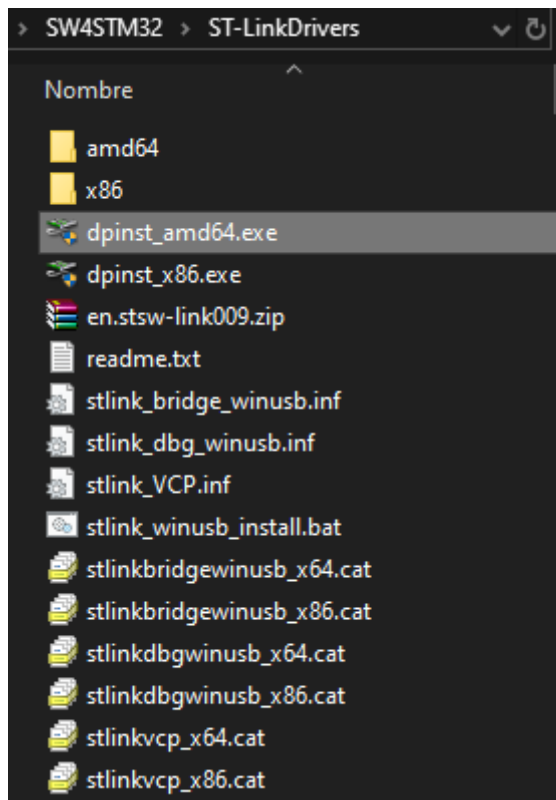 SW4STM32 > ST-LinkDrivers
Nombre
amd64
x86
dpinst_amd64.exe
dpinst_x86.exe
en.stsw-link009.zip
readme.txt
stlink_bridge_winusb.inf
stlink_dbg_winusb.inf
stlink_VCP.inf
stlink_winusb_install.bat
stlinkbridgewinusb_x64.cat
stlinkbridgewinusb_x86.cat
stlinkdbgwinusb_x64.cat
stlinkdbgwinusb_x86.cat
stlinkvcp_x64.cat
stlinkvcp_x86.cat